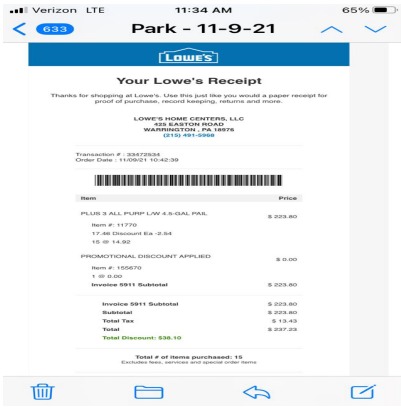 Verizon LTE 11:34 AM 65%
633 Park - 11-9-21
LOWE'S
Your Lowe's Receipt
Thanks for shopping at Lowe's. Use this just like you would a paper receipt for
proof of purchase, record keeping, returns and more.
LOWE'S HOME CENTERS, LLC
425 EASTON ROAD
WARRINGTON , PA 18976
(215) 491-5968
Transaction # : 33472534
Order Date : 11/09/21 10:42:39
Item Price
PLUS 3 ALL PURP L/W 4.5-GAL PAIL $ 223.80
Item #: 11770
17.46 Discount Ea -2.54
15 @ 14.92
PROMOTIONAL DISCOUNT APPLIED $ 0.00
Item #: 155670
1 @ 0.00
Invoice 5911 Subtotal $ 223.80
Invoice 5911 Subtotal $ 223.80
Subtotal $ 223.80
Total Tax $ 13.43
Total $ 237.23
Total Discount: $38.10
Total # of items purchased: 15
Excludes fees, services and special order items